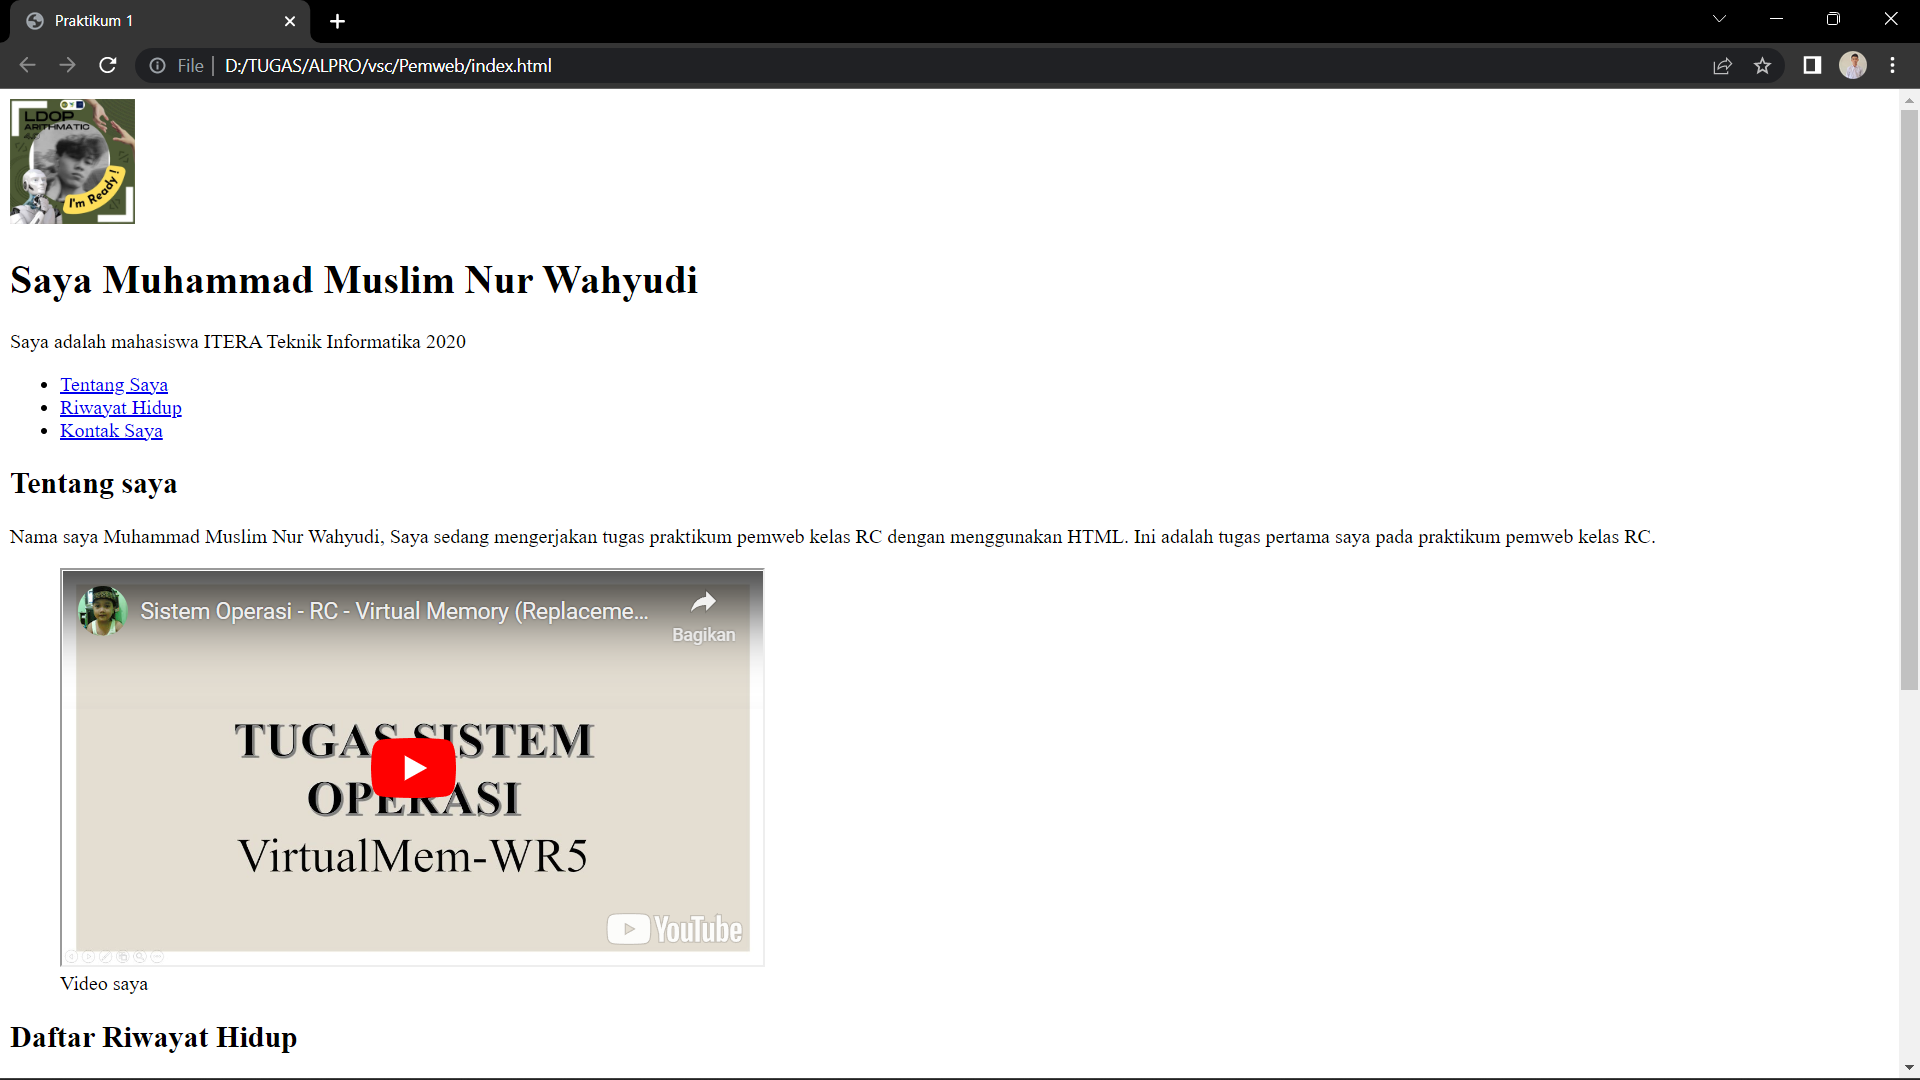 Praktikum 1
File
D:/TUGAS/ALPRO/vsc/Pemweb/index.html
LDOP
ARITHMATIC
I'm Ready !
Saya Muhammad Muslim Nur Wahyudi
Saya adalah mahasiswa ITERA Teknik Informatika 2020
Tentang Saya
Riwayat Hidup
Kontak Saya
Tentang saya
Nama saya Muhammad Muslim Nur Wahyudi, Saya sedang mengerjakan tugas praktikum pemweb kelas RC dengan menggunakan HTML. Ini adalah tugas pertama saya pada praktikum pemweb kelas RC.
Sistem Operasi - RC - Virtual Memory (Replaceme...
Bagikan
TUGAS SISTEM
OPERASI
VirtualMem-WR5
YouTube
Video saya
Daftar Riwayat Hidup